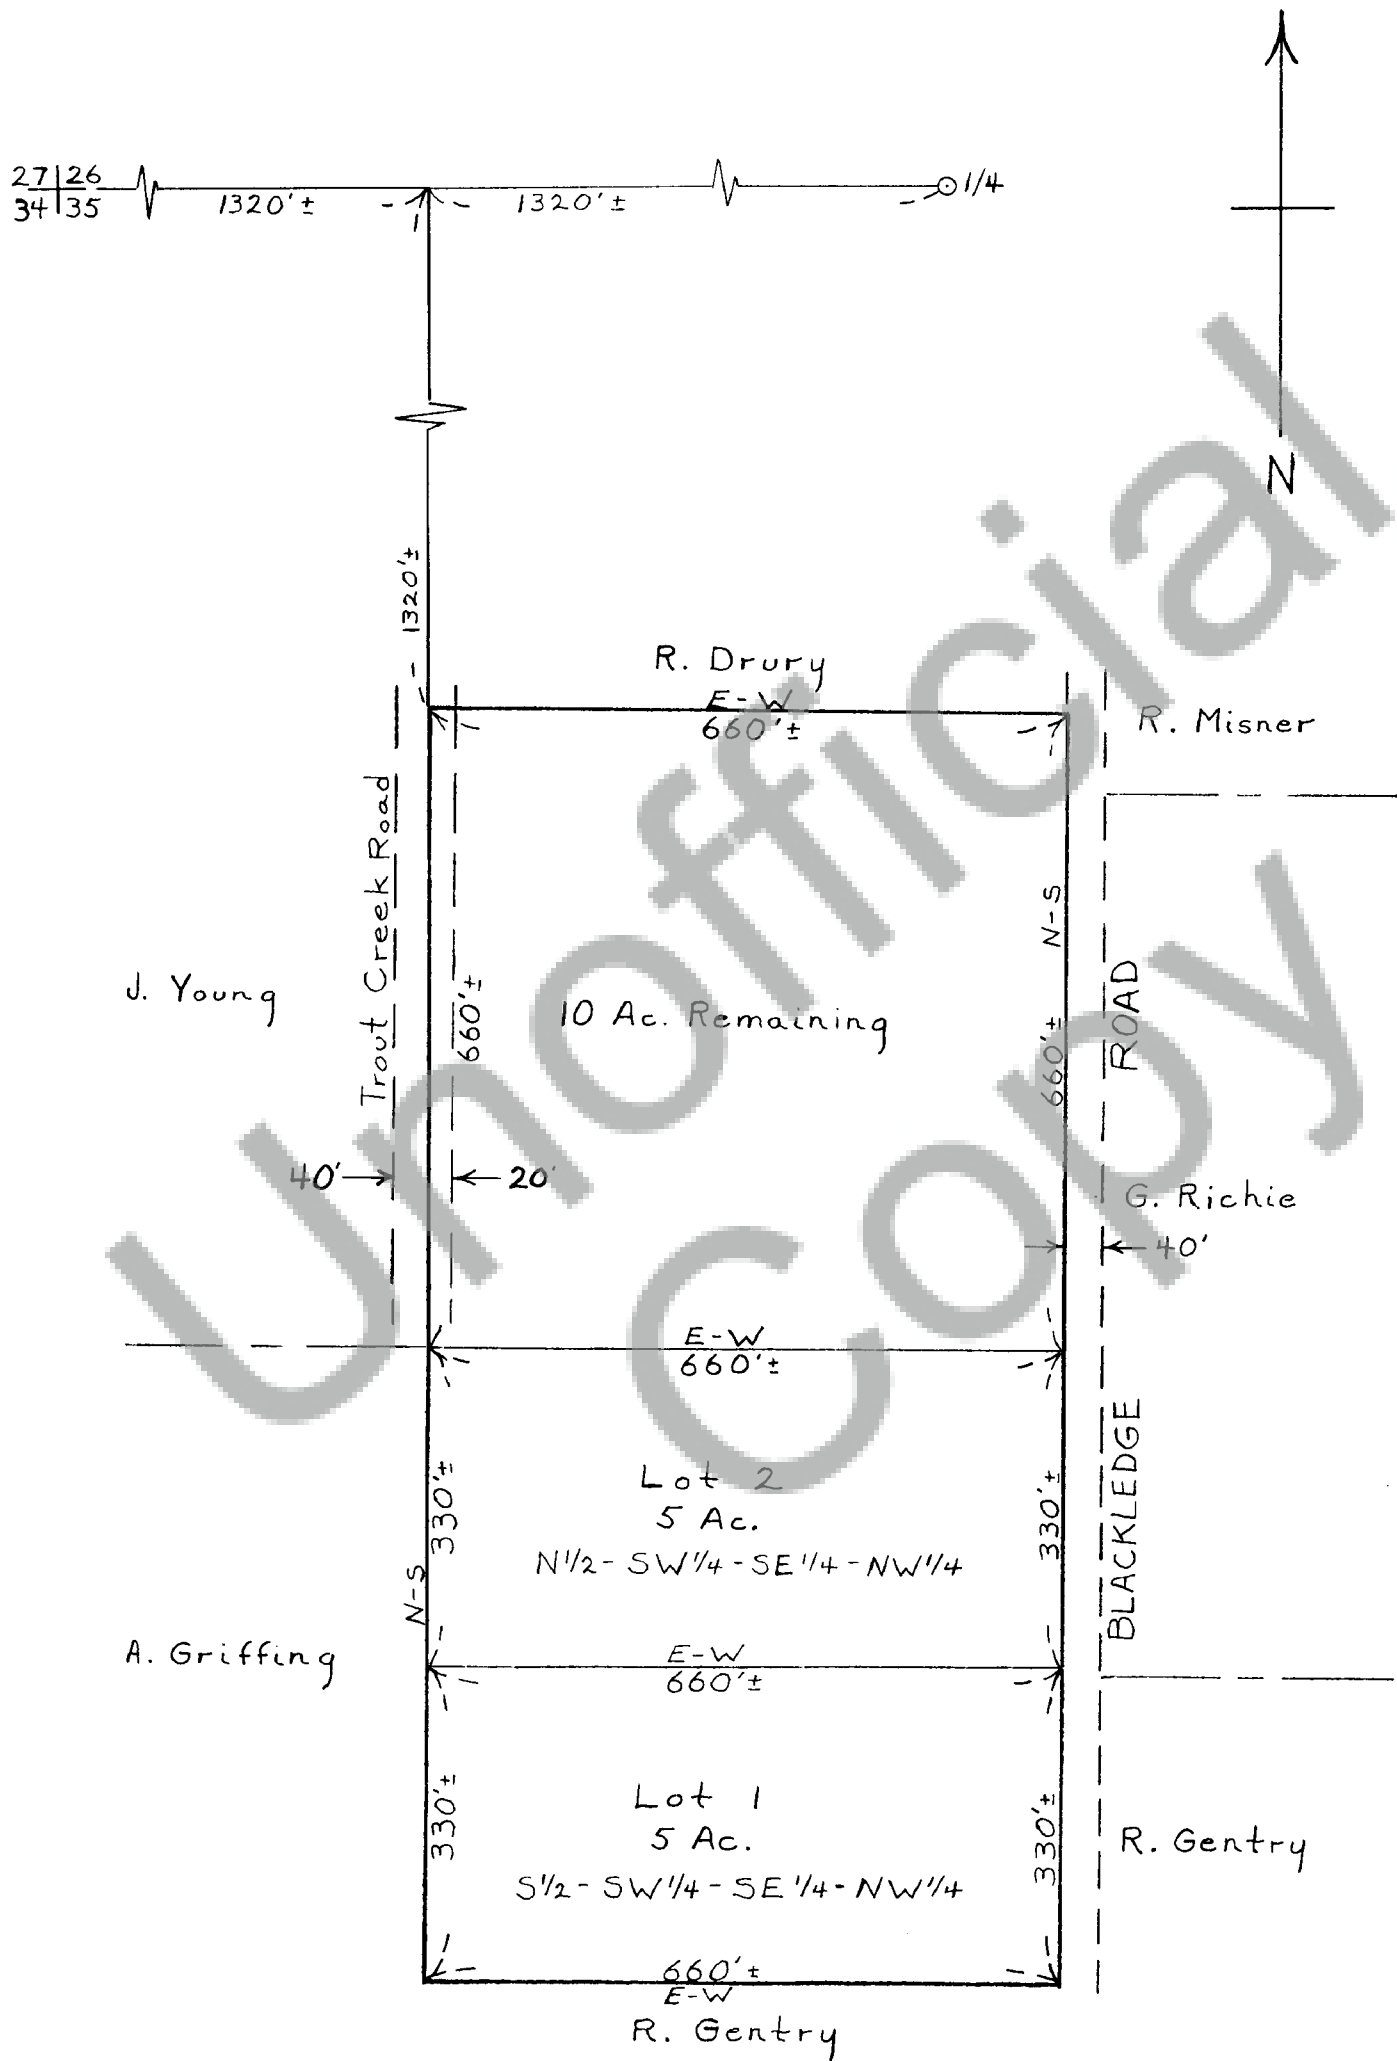 27|26
34|35
1320'±
1320'±
1/4
N
1320'±
R. Drury
E-W
660'±
R. Misner
Trout Creek Road
N-S
J. Young
660'±
10 Ac. Remaining
660'±
ROAD
40'
20'
G. Richie
40'
E-W
660'±
Lot 2
5 Ac.
330'±
330'±
N1/2 - SW1/4 - SE1/4 - NW1/4
BLACKLEDGE
N-S
A. Griffing
E-W
660'±
Lot 1
5 Ac.
330'±
330'±
R. Gentry
S1/2 - SW1/4 - SE1/4 - NW1/4
660'±
E-W
R. Gentry
Unofficial
Copy